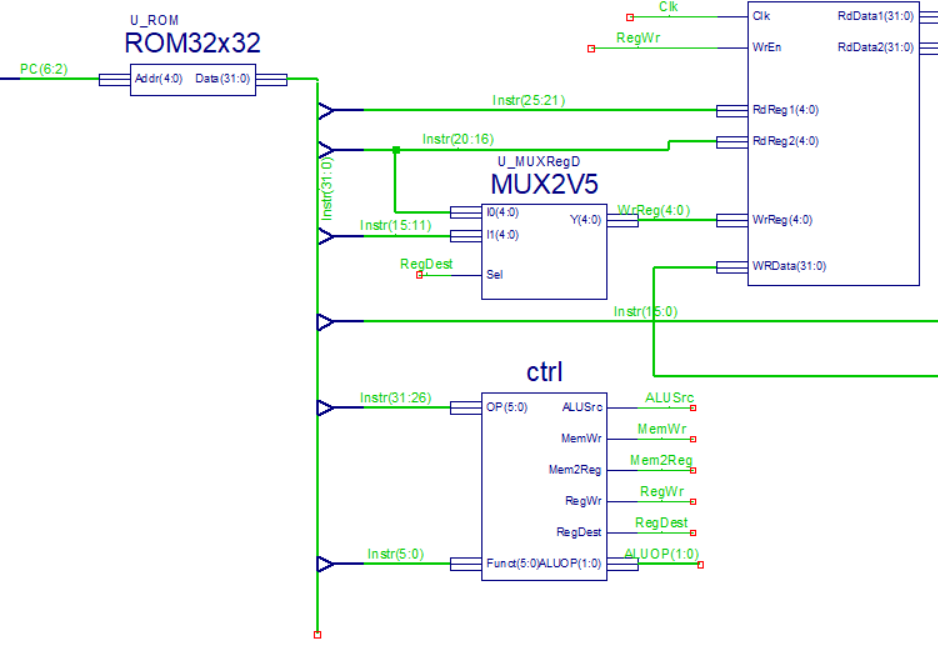 Clk
Clk
RdData1(31:0)
U_ROM
ROM32x32
RegWr
WrEn
RdData2(31:0)
PC(6:2)
Addr(4:0)
Data(31:0)
Instr(25:21)
RdReg1(4:0)
Instr(20:16)
RdReg2(4:0)
U_MUXRegD
MUX2V5
Instr(31:0)
I0(4:0)
Y(4:0)
WrReg(4:0)
WrReg(4:0)
Instr(15:11)
I1(4:0)
RegDest
Sel
WRData(31:0)
Instr(15:0)
ctrl
Instr(31:26)
OP(5:0)
ALUSrc
ALUSrc
MemWr
MemWr
Mem2Reg
Mem2Reg
RegWr
RegWr
RegDest
RegDest
Instr(5:0)
Funct(5:0)
ALUOP(1:0)
ALUOP(1:0)